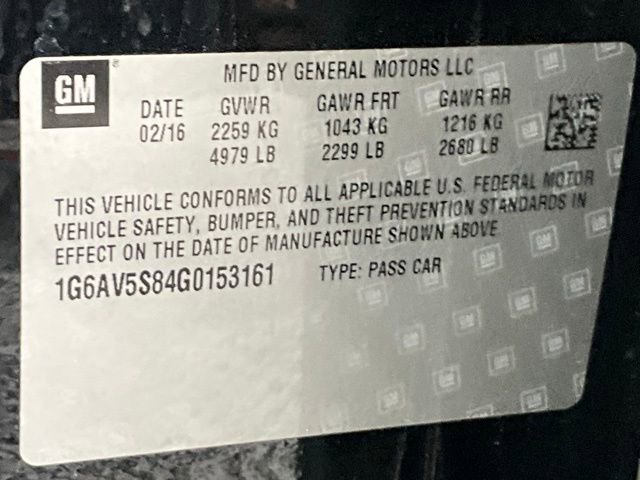 GM
MFD BY GENERAL MOTORS LLC
DATE GVWR GAWR FRT GAWR RR
02/16 2259 KG 1043 KG 1216 KG
4979 LB 2299 LB 2680 LB
THIS VEHICLE CONFORMS TO ALL APPLICABLE U.S. FEDERAL MOTOR
VEHICLE SAFETY, BUMPER, AND THEFT PREVENTION STANDARDS IN
EFFECT ON THE DATE OF MANUFACTURE SHOWN ABOVE
1G6AV5S84G0153161 TYPE: PASS CAR